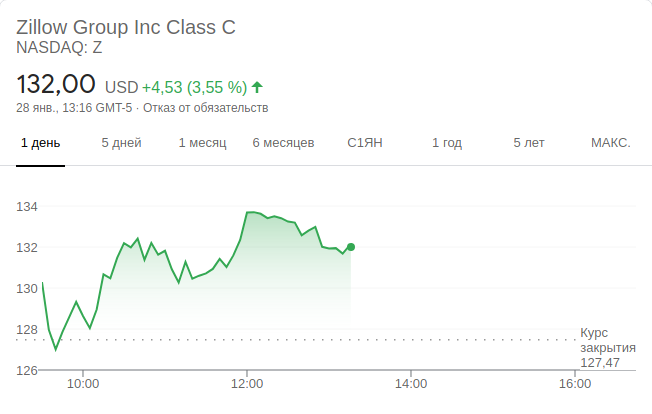 Zillow Group Inc Class C
NASDAQ: Z
132,00 USD +4,53 (3,55 %)
28 янв., 13:16 GMT-5 · Отказ от обязательств
1 день 5 дней 1 месяц 6 месяцев С1ЯН 1 год 5 лет МАКС.
134
132
130
128
Курс
закрытия
127,47
126
10:00 12:00 14:00 16:00